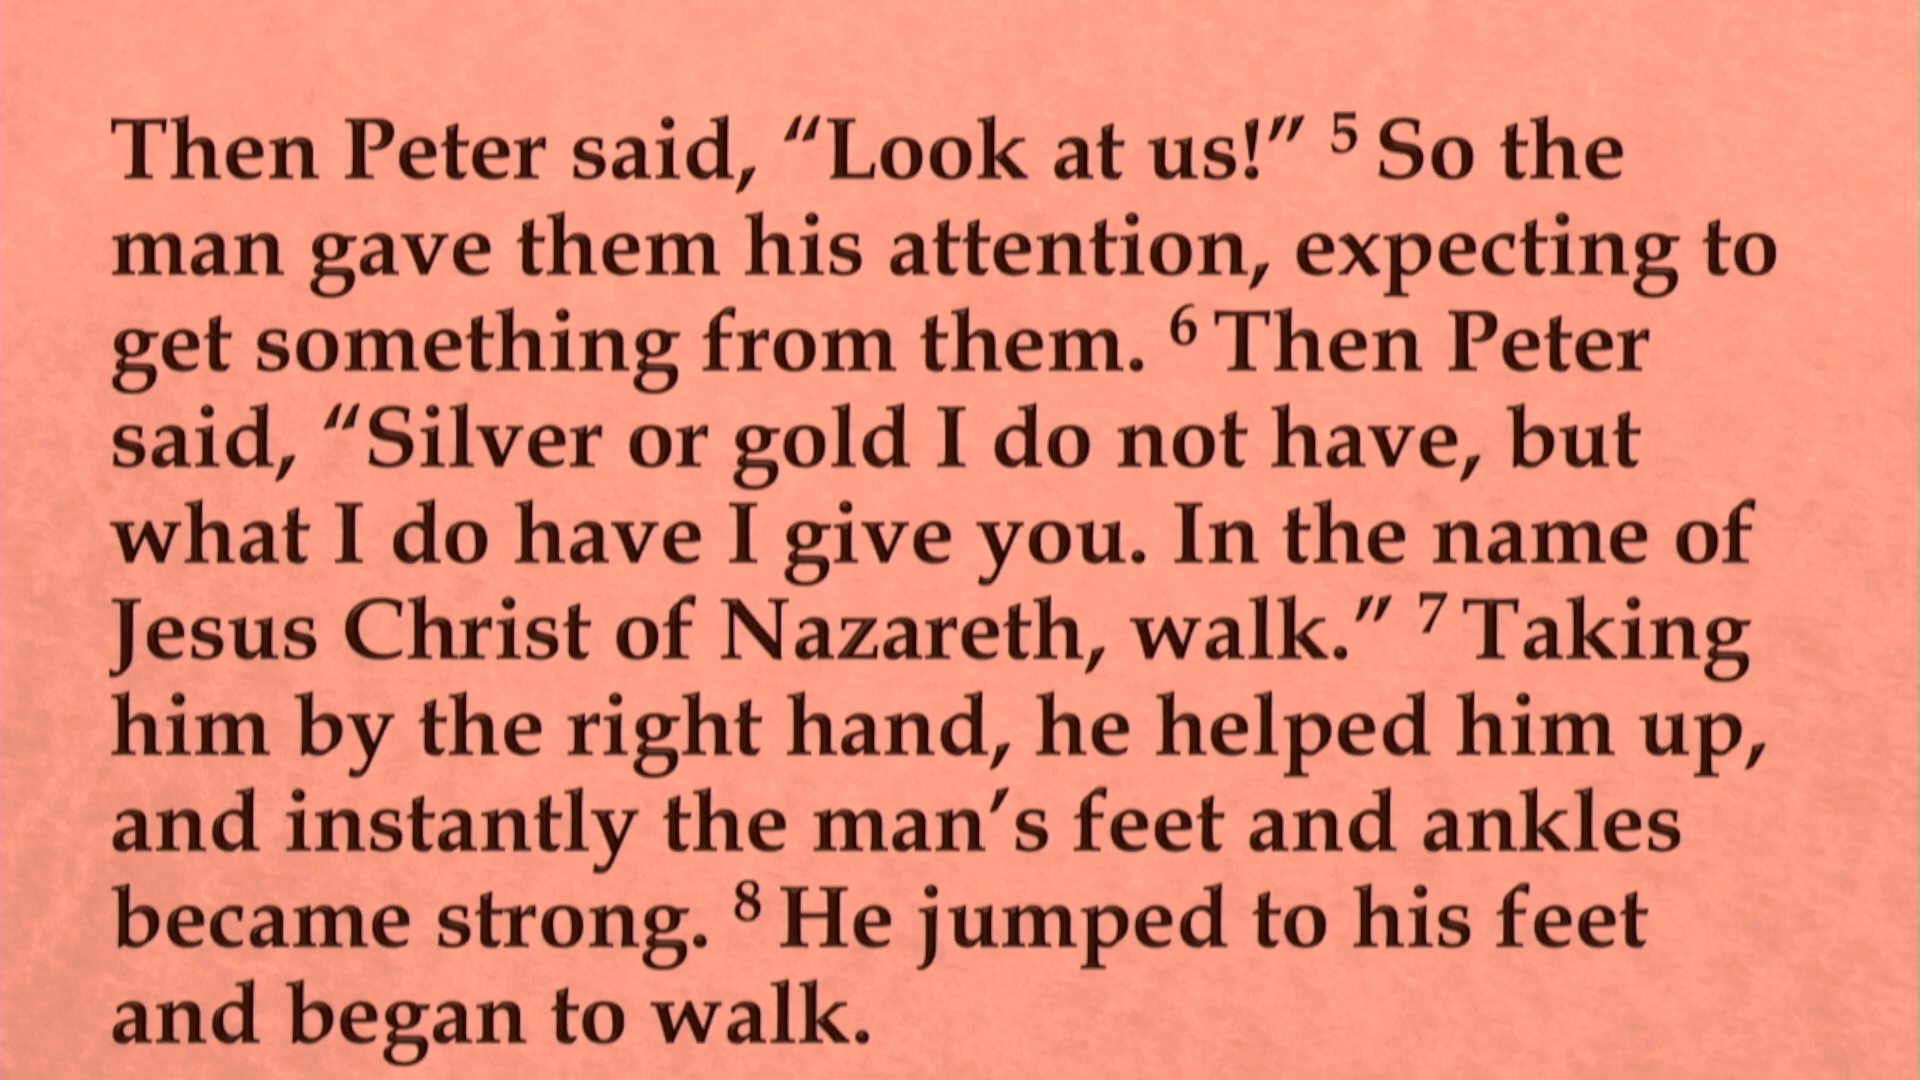 Then Peter said, “Look at us!” 5 So the
man gave them his attention, expecting to
get something from them. 6 Then Peter
said, “Silver or gold I do not have, but
what I do have I give you. In the name of
Jesus Christ of Nazareth, walk.” 7 Taking
him by the right hand, he helped him up,
and instantly the man’s feet and ankles
became strong. 8 He jumped to his feet
and began to walk.